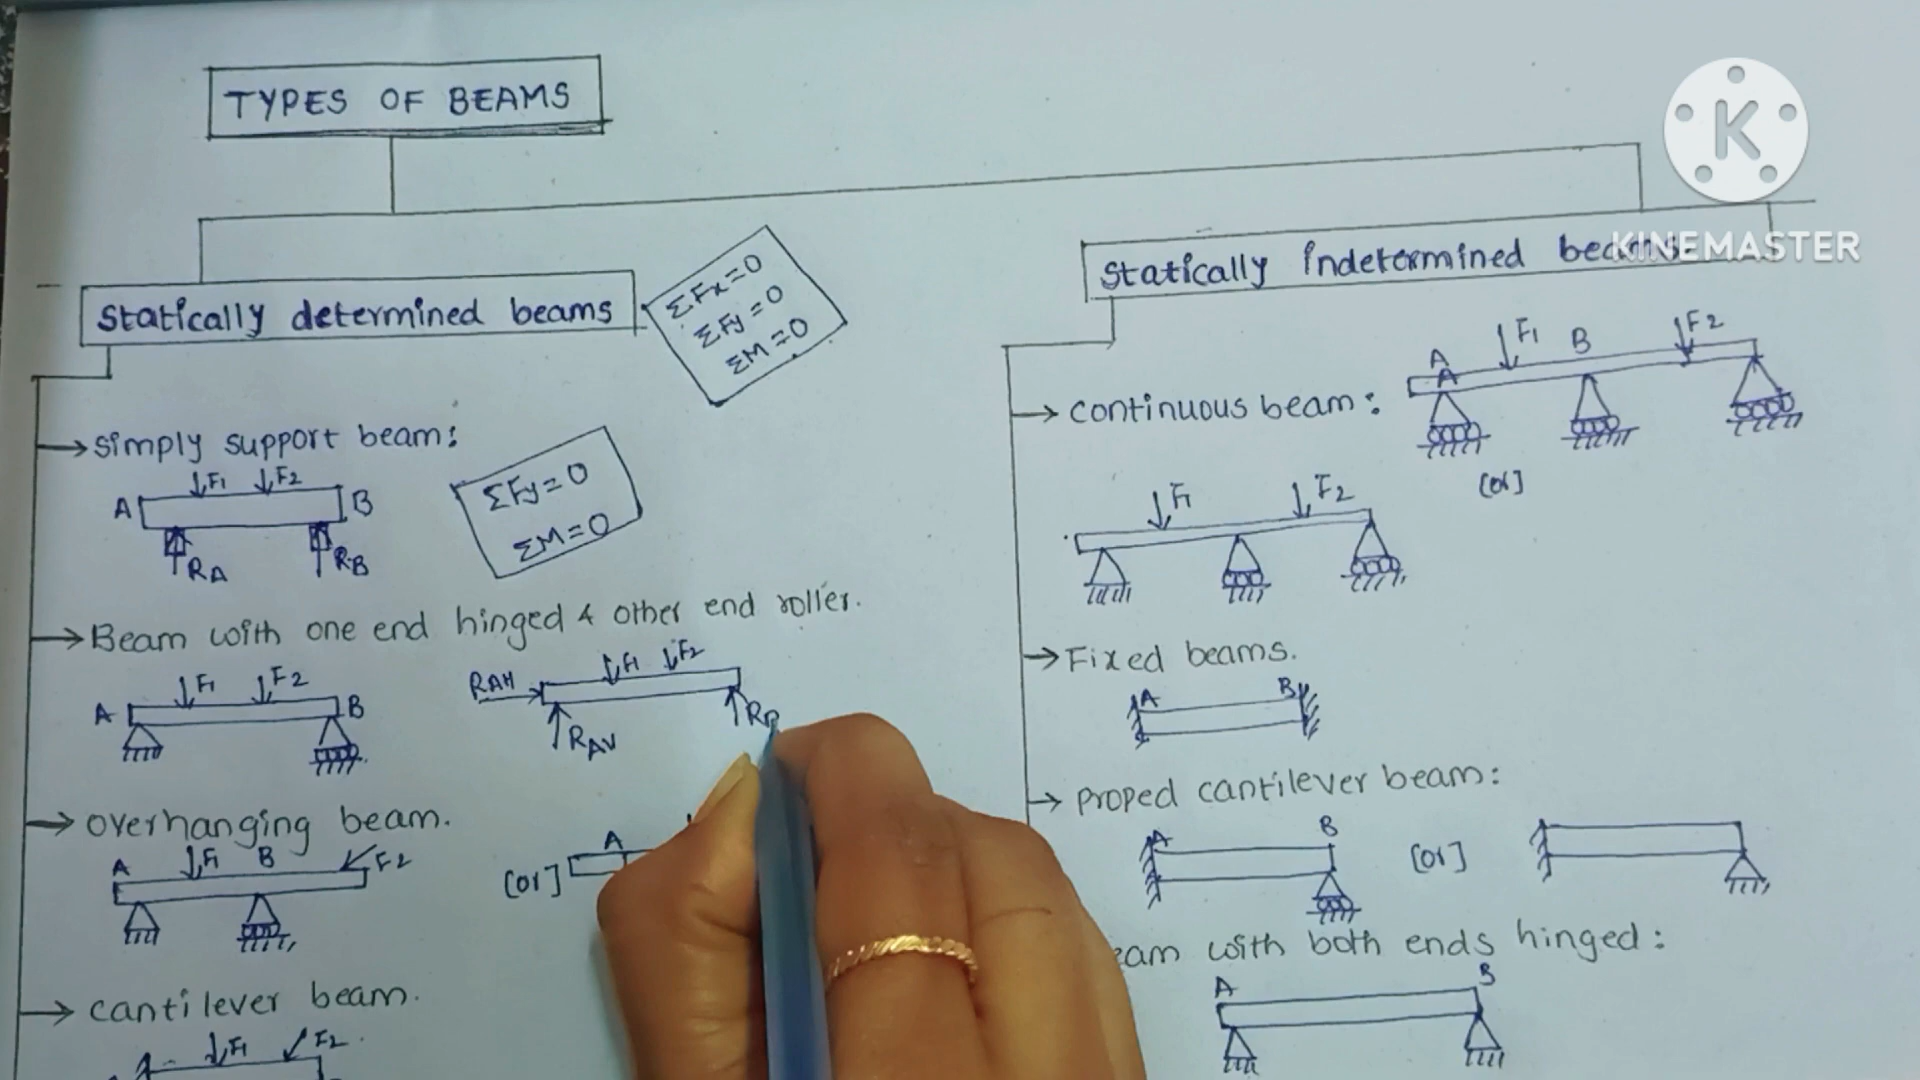 TYPES OF BEAMS
K
KINEMASTER
Statically determined beams
ΣFx=0
ΣFy=0
ΣM=0
simply support beam:
F1 F2
A B
RA RB
ΣFy=0
ΣM=0
Beam with one end hinged & other end roller.
F1 F2
A B
F1 F2
RAH
RAV
overhanging beam.
A F1 B F2
[or]
A
cantilever beam.
F1 F2
Statically indetermined beams
continuous beam:
A F1 B F2
A
[or]
F1 F2
Fixed beams.
A B
Proped cantilever beam:
A B
[or]
eam with both ends hinged:
A B